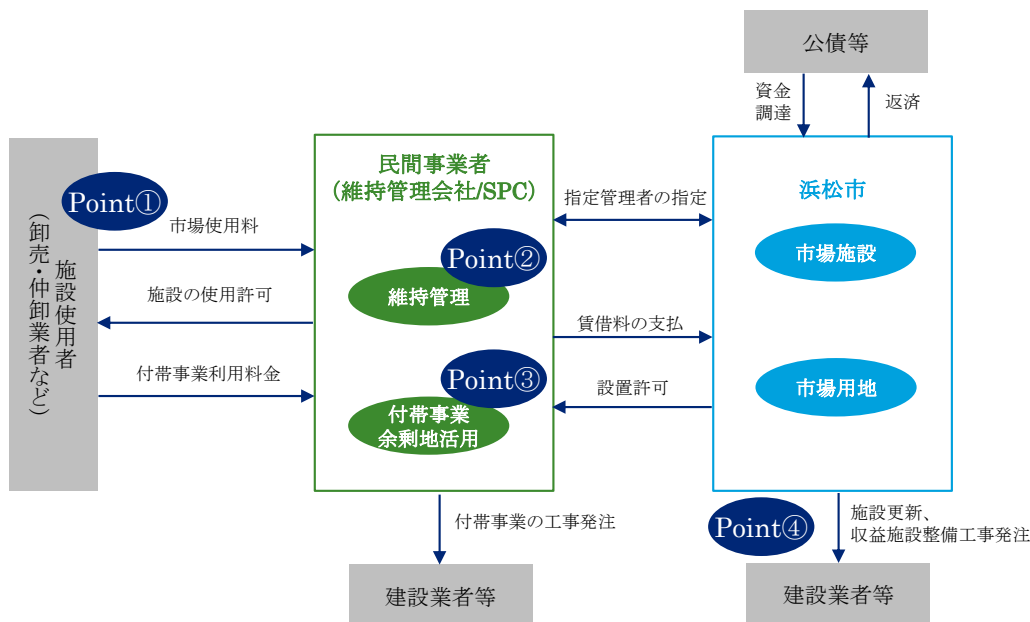 公債等
資金
調達
返済
施設使用者
（卸売・仲卸業者など）
Point①
市場使用料
施設の使用許可
付帯事業利用料金
民間事業者
（維持管理会社/SPC）
Point②
維持管理
Point③
付帯事業
余剰地活用
指定管理者の指定
賃借料の支払
設置許可
浜松市
市場施設
市場用地
付帯事業の工事発注
建設業者等
Point④
施設更新、
収益施設整備工事発注
建設業者等